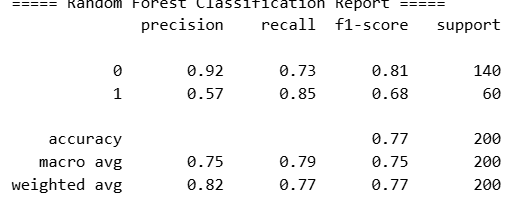 ===== Random Forest Classification Report =====
precision recall f1-score support
0 0.92 0.73 0.81 140
1 0.57 0.85 0.68 60
accuracy 0.77 200
macro avg 0.75 0.79 0.75 200
weighted avg 0.82 0.77 0.77 200